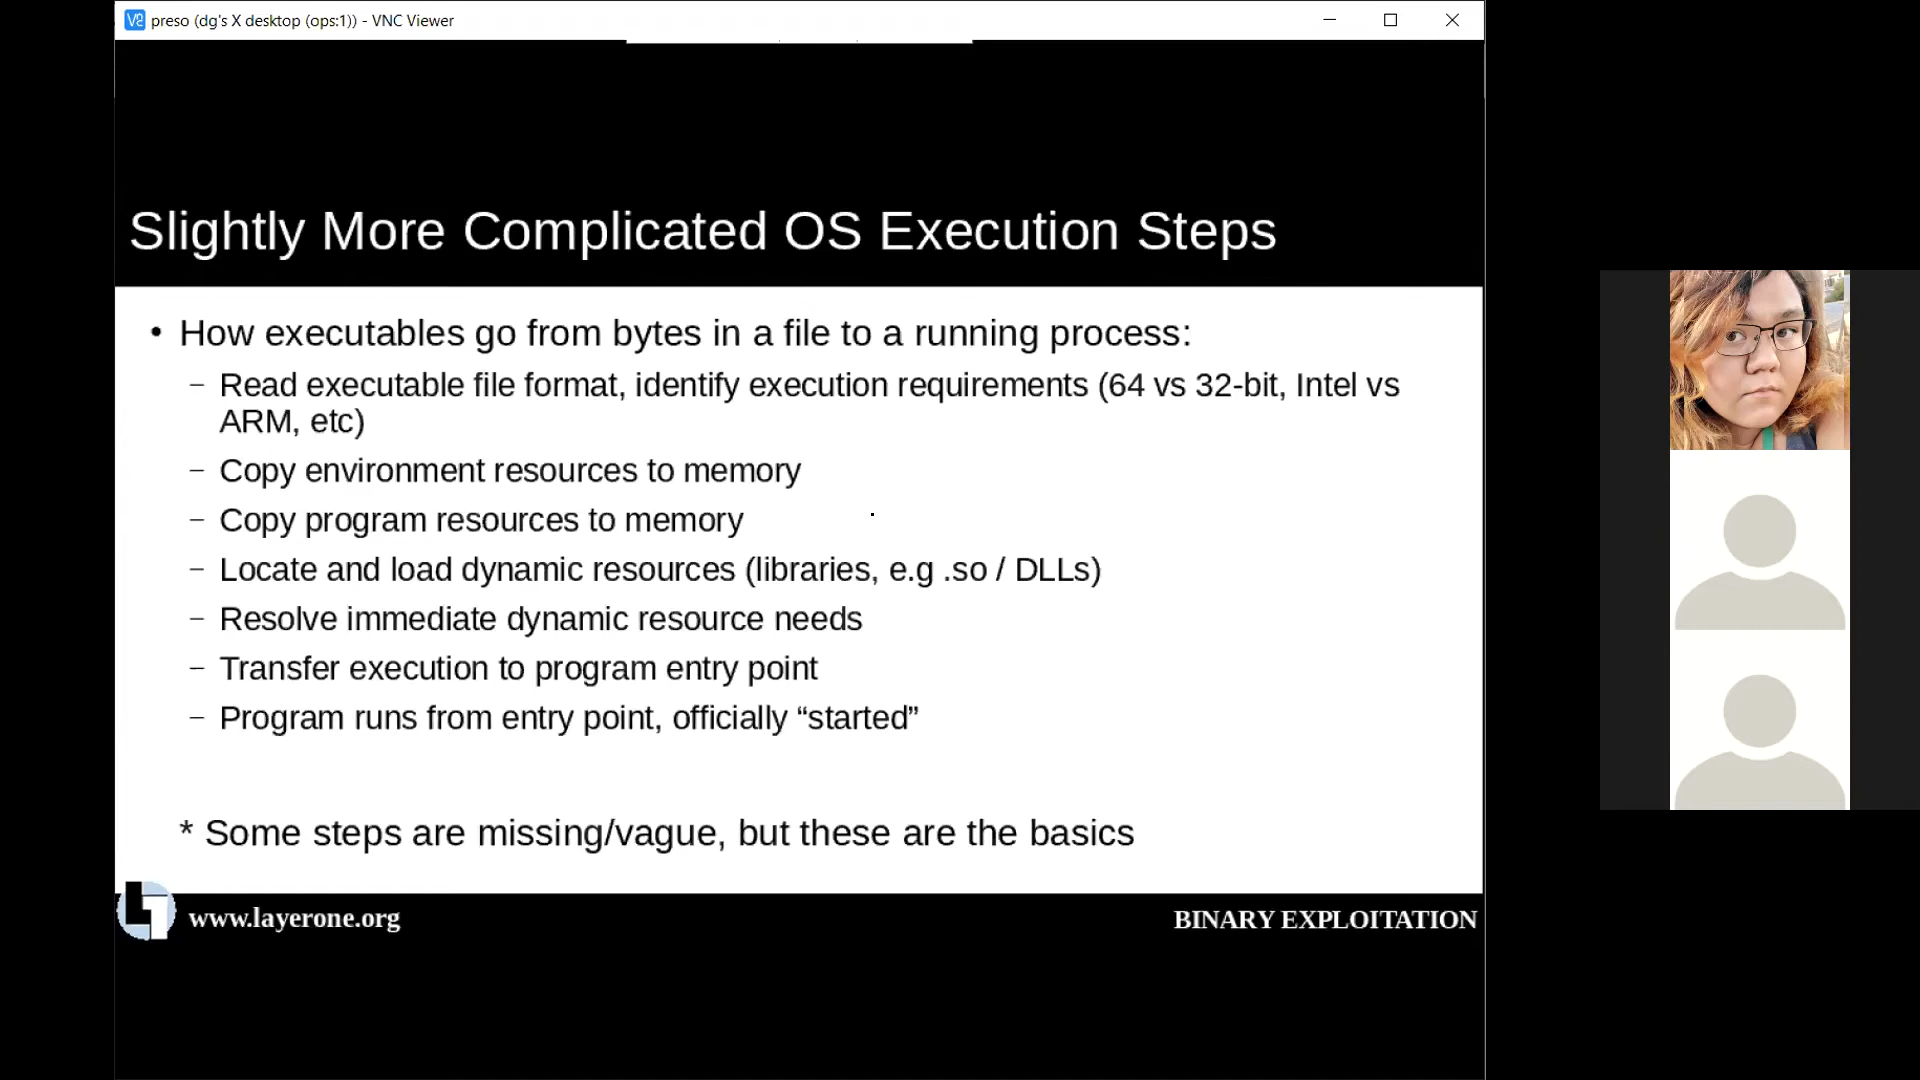 preso (dg's X desktop (ops:1)) - VNC Viewer
Slightly More Complicated OS Execution Steps
• How executables go from bytes in a file to a running process:
– Read executable file format, identify execution requirements (64 vs 32-bit, Intel vs
ARM, etc)
– Copy environment resources to memory
– Copy program resources to memory
– Locate and load dynamic resources (libraries, e.g .so / DLLs)
– Resolve immediate dynamic resource needs
– Transfer execution to program entry point
– Program runs from entry point, officially “started”
* Some steps are missing/vague, but these are the basics
www.layerone.org
BINARY EXPLOITATION